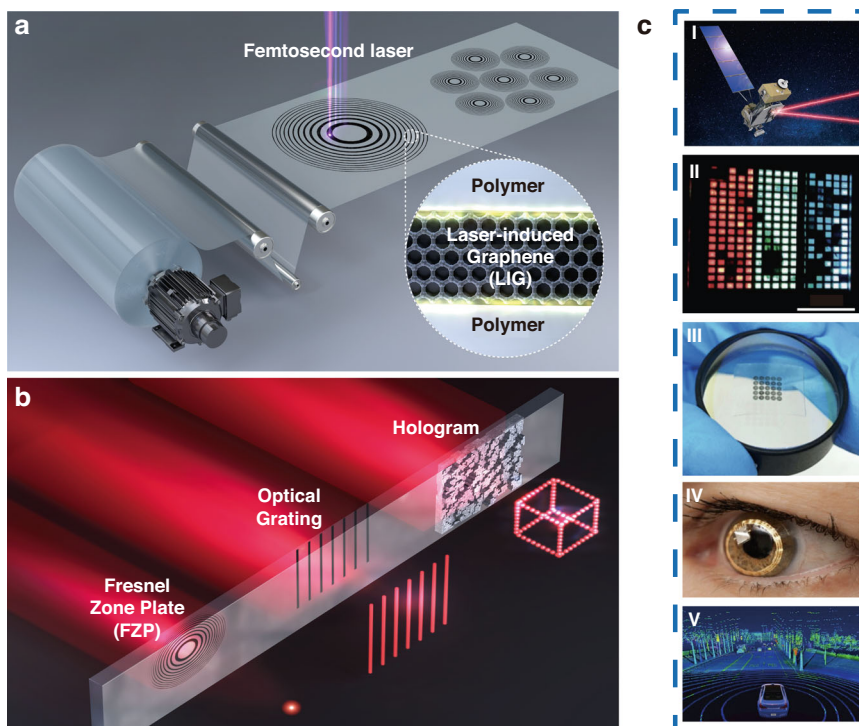 a
Femtosecond laser
Polymer
Laser-induced
Graphene
(LIG)
Polymer
b
Hologram
Optical
Grating
Fresnel
Zone Plate
(FZP)
c
I
II
III
IV
V